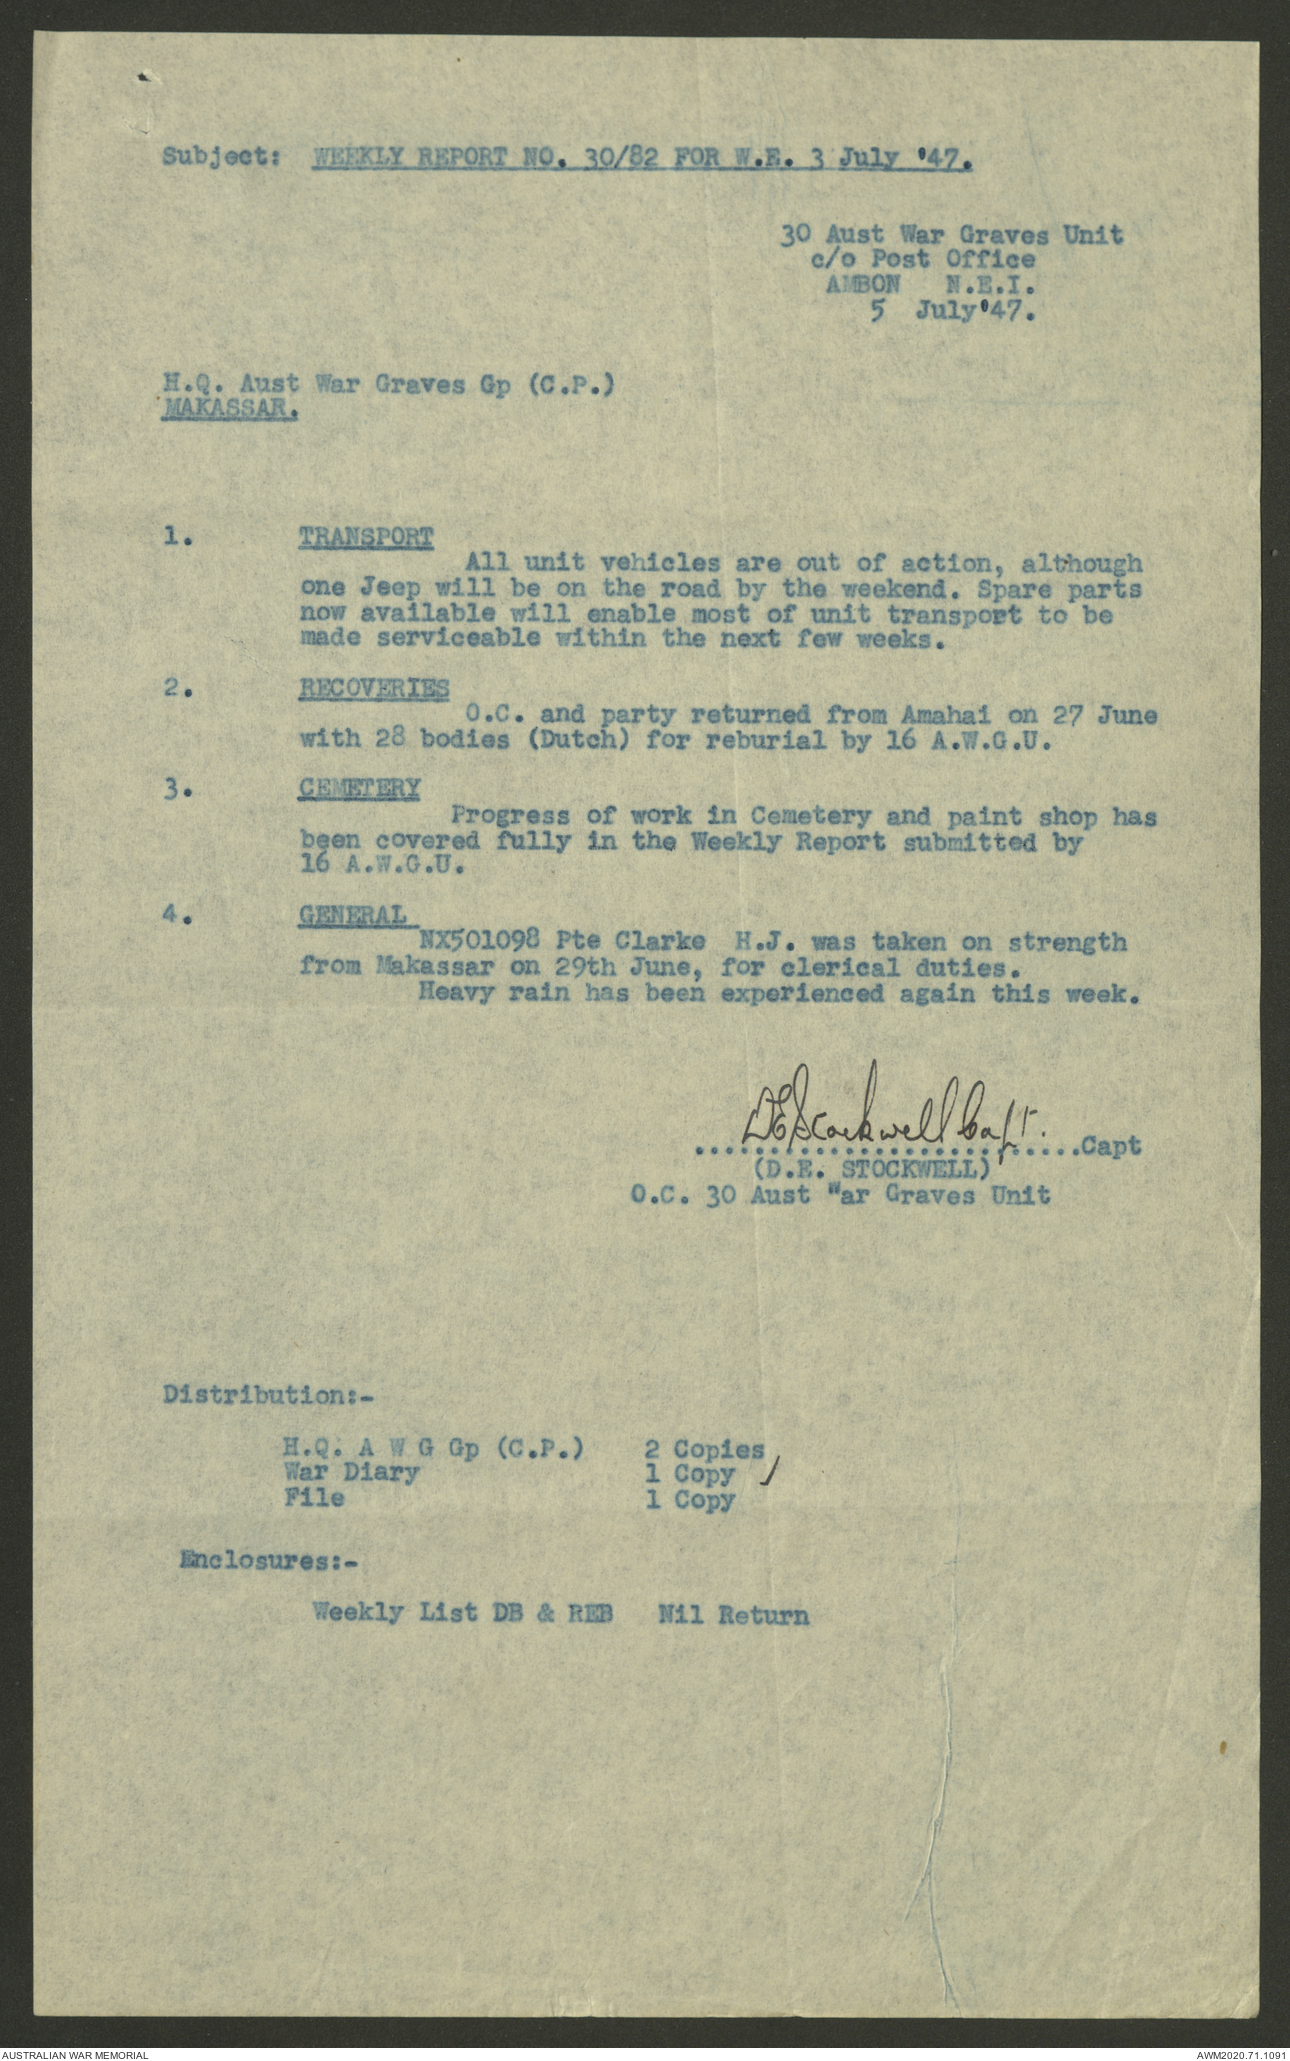 Subject: WEEKLY REPORT NO. 30/82 FOR W.E. 3 July '47.
30 Aust War Graves Unit
c/o Post Office
AMBON N.E.I.
5 July '47.
H.Q. Aust War Graves Gp (C.P.)
MAKASSAR.
1. TRANSPORT
All unit vehicles are out of action, although
one Jeep will be on the road by the weekend. Spare parts
now available will enable most of unit transport to be
made serviceable within the next few weeks.
2. RECOVERIES
O.C. and party returned from Amahai on 27 June
with 28 bodies (Dutch) for reburial by 16 A.W.G.U.
3. CEMETERY
Progress of work in Cemetery and paint shop has
been covered fully in the Weekly Report submitted by
16 A.W.G.U.
4. GENERAL
NX501098 Pte Clarke H.J. was taken on strength
from Makassar on 29th June, for clerical duties.
Heavy rain has been experienced again this week.
DEStockwell Capt.
..........................Capt
(D.E. STOCKWELL)
O.C. 30 Aust War Graves Unit
Distribution:-
H.Q. A W G Gp (C.P.) 2 Copies
War Diary 1 Copy /
File 1 Copy
Enclosures:-
Weekly List DB & REB Nil Return
AUSTRALIAN WAR MEMORIAL
AWM2020.71.1091